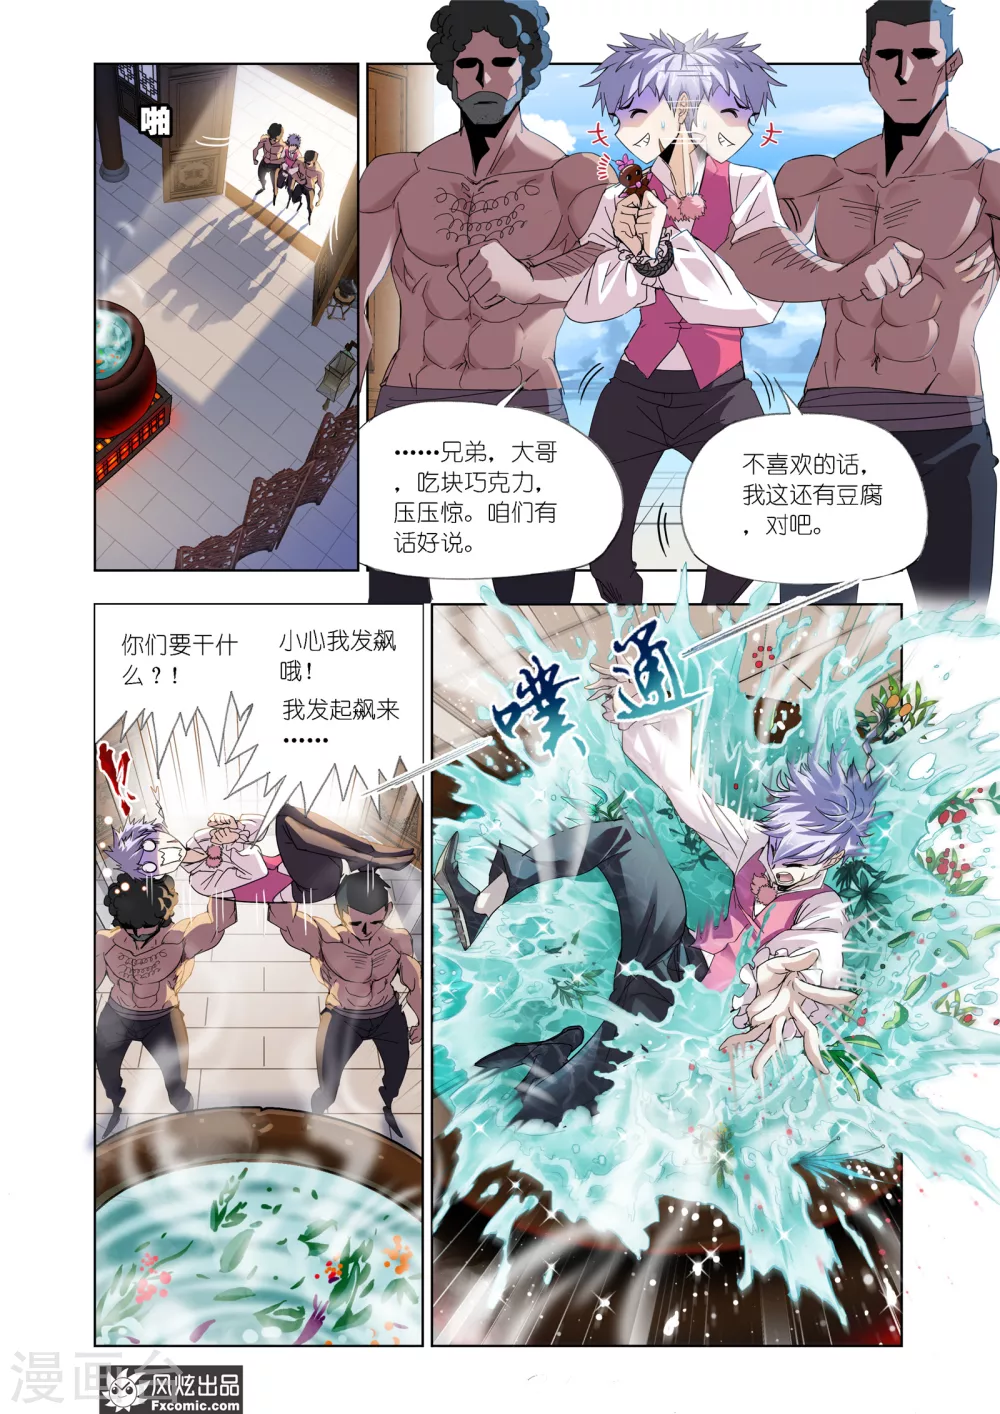 啪
……兄弟，大哥
，吃块巧克力，
压压惊。咱们有
话好说。
不喜欢的话，
我这还有豆腐
，对吧。
你们要干什
么？！
小心我发飙
哦！
我发起飙来
……
噗通
漫画台
风炫出品
Fxcomic.com